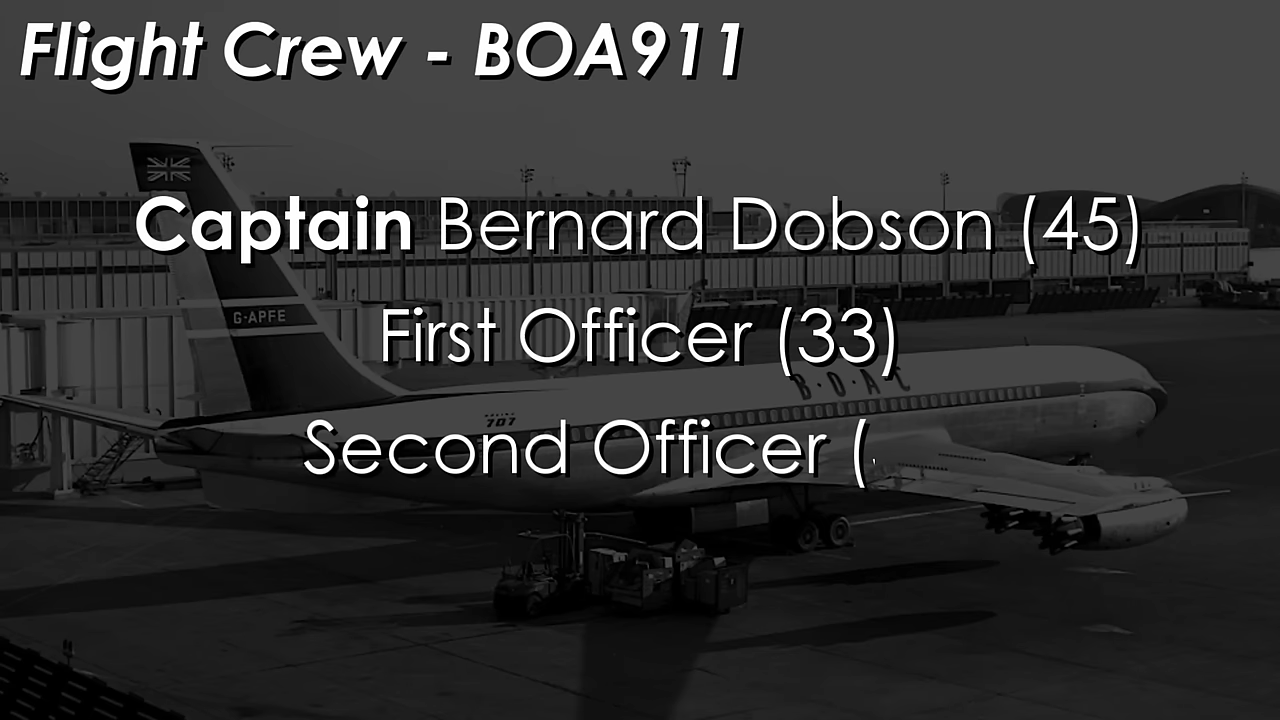 Flight Crew - BOA911
Captain Bernard Dobson (45)
G-APFE
First Officer (33)
B·O·A·C
707
Second Officer (